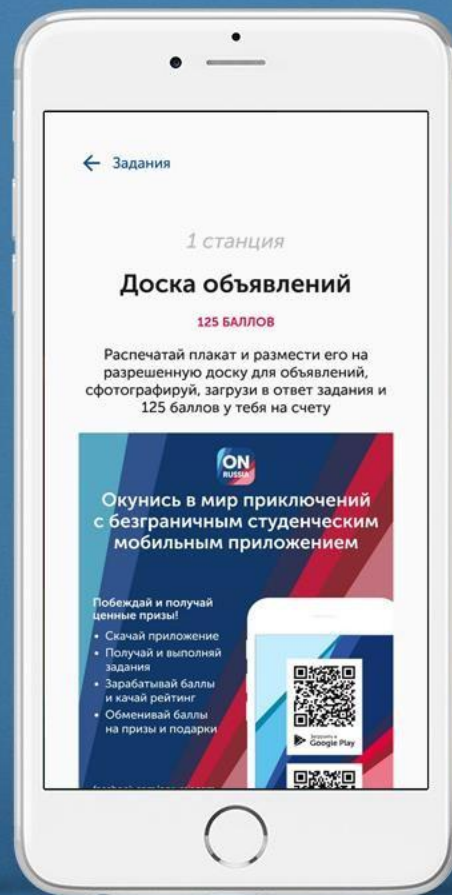 ← Задания
1 станция
Доска объявлений
125 БАЛЛОВ
Распечатай плакат и размести его на
разрешенную доску для объявлений,
сфотографируй, загрузи в ответ задания и
125 баллов у тебя на счету
ON
RUSSIA
Окунись в мир приключений
с безграничным студенческим
мобильным приложением
Побеждай и получай
ценные призы!
• Скачай приложение
• Получай и выполняй
задания
• Зарабатывай баллы
и качай рейтинг
• Обменивай баллы
на призы и подарки
Загрузить в
Google Play